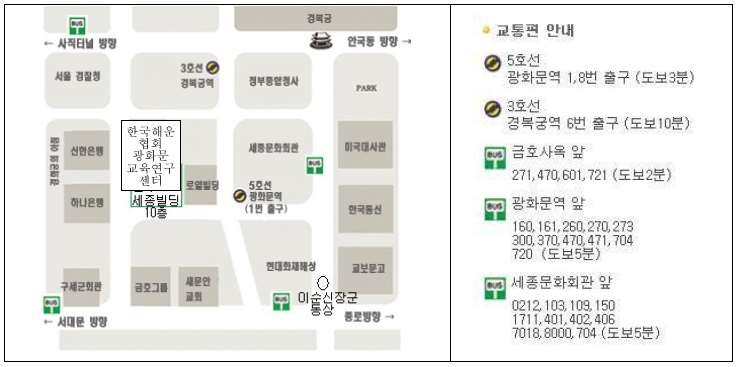 경복궁
BUS
← 사직터널 방향
안국동 방향 →
서울 경찰청
3호선
경복궁역
정부종합청사
PARK
한국해운
협회
광화문
교육연구
센터
신한은행
세종문화회관
미국대사관
BUS
로얄빌딩
5호선
광화문역
(1번 출구)
하나은행
세종빌딩
10층
한국통신
구세군회관
금호그룹
새문안
교회
현대화재해상
교보문고
BUS
BUS
이순신장군
동상
← 서대문 방향
종로방향 →
교통편 안내
5호선
광화문역 1,8번 출구 (도보3분)
3호선
경복궁역 6번 출구 (도보10분)
BUS 금호사옥 앞
271,470,601,721 (도보2분)
BUS 광화문역 앞
160,161,260,270,273
300,370,470,471,704
720 (도보5분)
BUS 세종문화회관 앞
0212,103,109,150
1711,401,402,406
7018,8000,704 (도보5분)